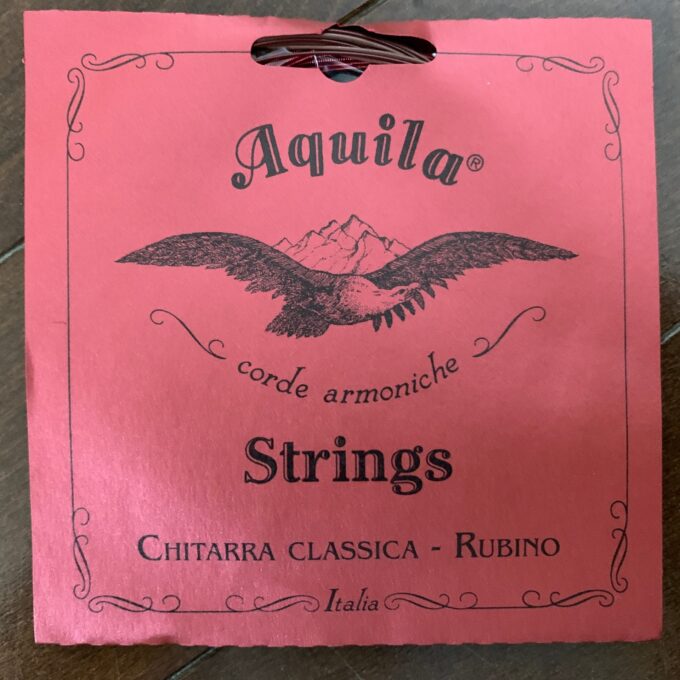 Aquila®
corde armoniche
Strings
CHITARRA CLASSICA - RUBINO
Italia